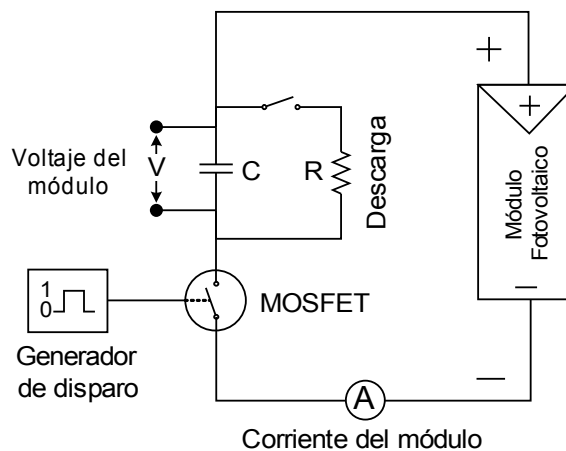 +
+
Voltaje del
módulo
V
C
R
Descarga
Módulo
Fotovoltaico
1
0
MOSFET
Generador
de disparo
A
Corriente del módulo
—
—